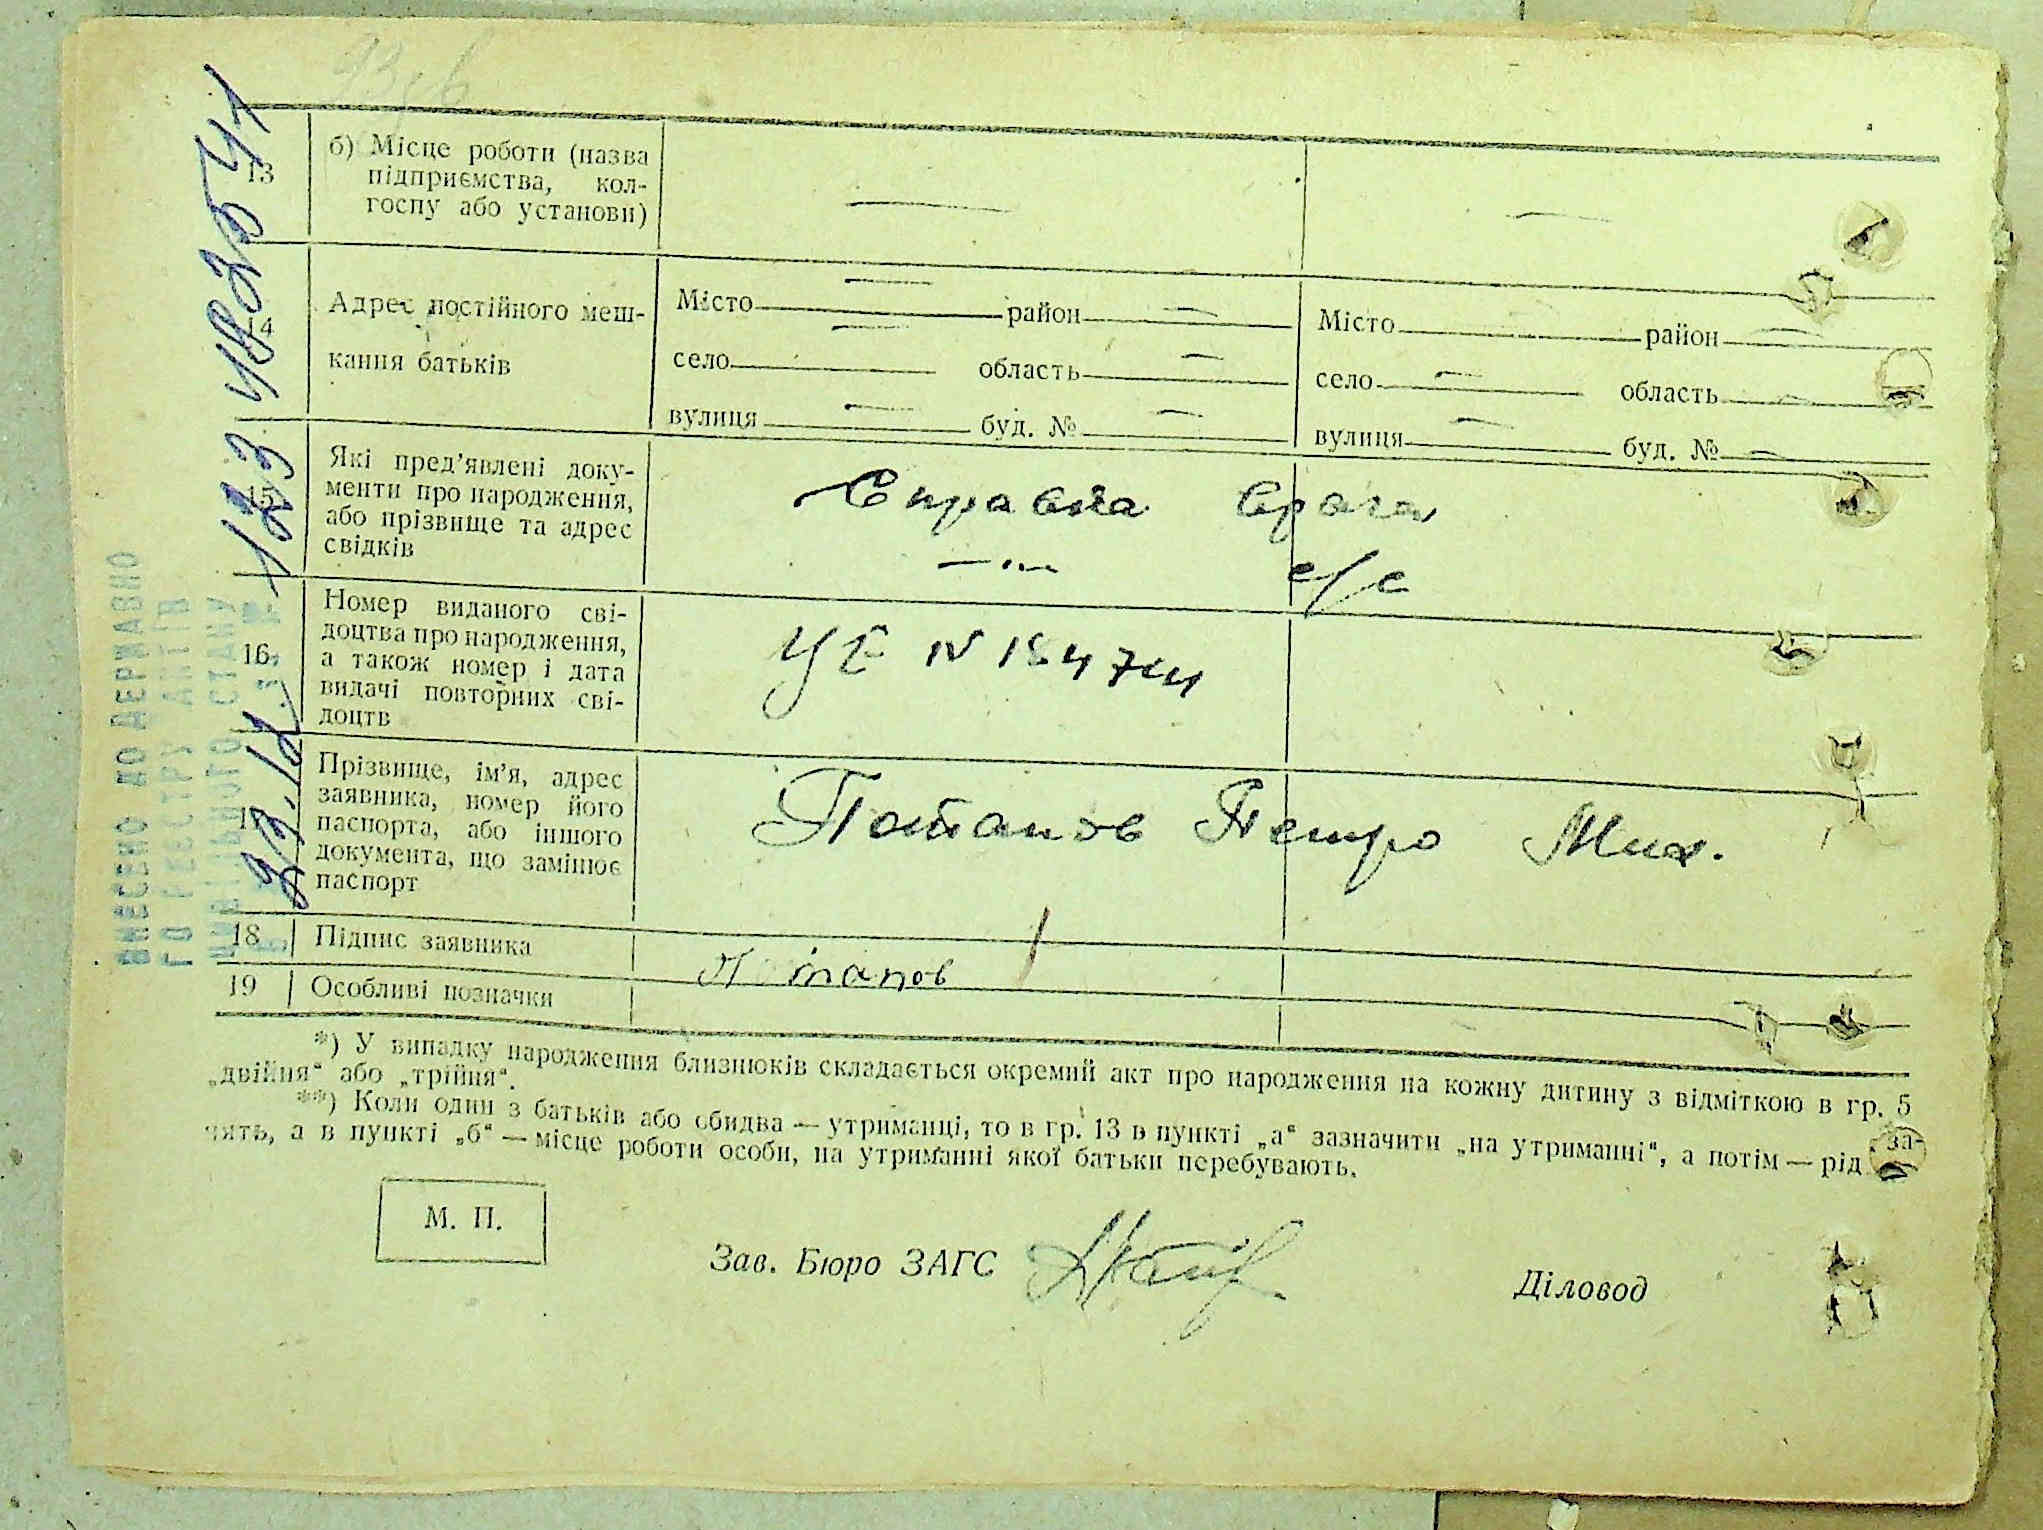 13 б) Місце роботи (назва
підприємства, кол-
госпу або установи)
14 Адрес постійного меш-
кання батьків
Місто район
село область
вулиця буд. №
Місто район
село область
вулиця буд. №
15 Які пред’явлені доку-
менти про народження,
або прізвище та адрес
свідків
Справка врача
с/с
16 Номер виданого сві-
доцтва про народження,
а також номер і дата
видачі повторних сві-
доцтв
17 Прізвище, ім’я, адрес
заявника, номер його
паспорта, або іншого
документа, що замінює
паспорт
Потапов Петро Мих.
18 Підпис заявника
Потапов
19 Особливі позначки
*) У випадку народження близнюків складається окремий акт про народження на кожну дитину з відміткою в гр. 5
„двійня“ або „трійня“.
**) Коли один з батьків або обидва — утриманці, то в гр. 13 в пункті „а“ зазначити „на утриманні“, а потім — рід за-
нять, а в пункті „б“ — місце роботи особи, на утриманні якої батьки перебувають.
М. П.
Зав. Бюро ЗАГС
Діловод
ВНЕСЕНО ДО ДЕРЖАВНО
ГО РЕЄСТРУ АКТІВ
ЦИВІЛЬНОГО СТАНУ